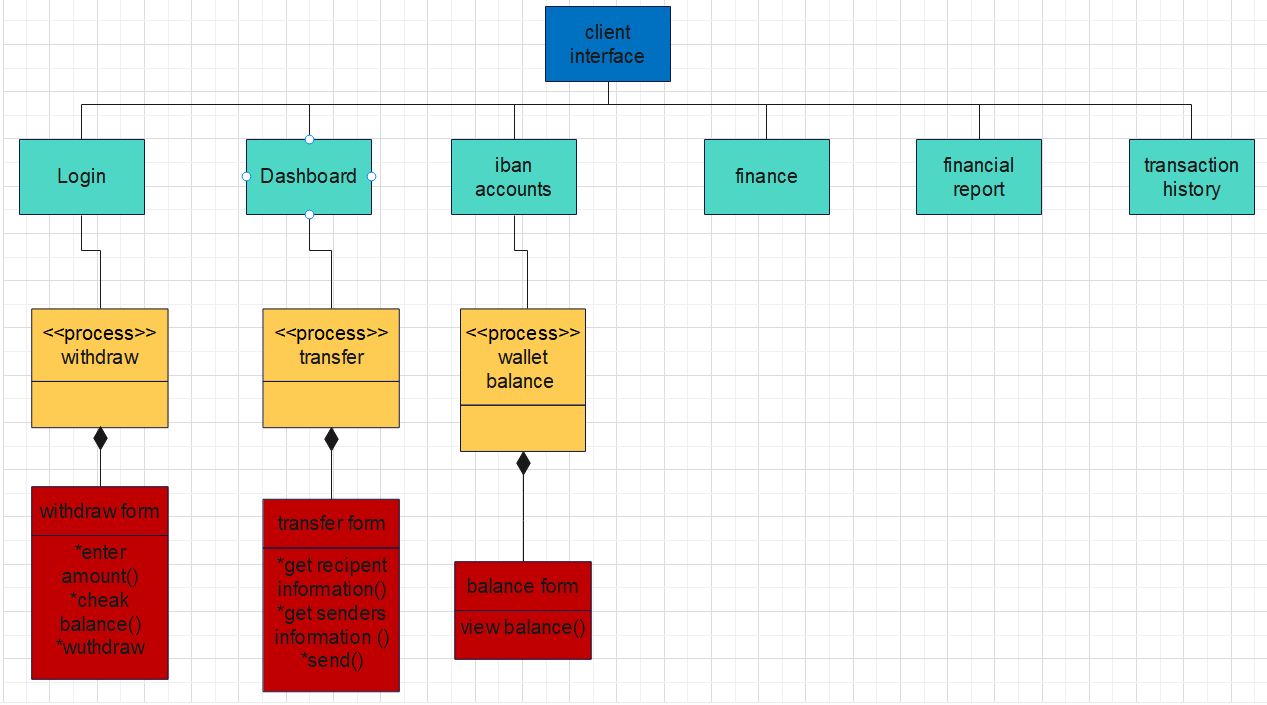 client
interface
Login
Dashboard
iban
accounts
finance
financial
report
transaction
history
<<process>>
withdraw
<<process>>
transfer
<<process>>
wallet
balance
withdraw form
*enter
amount()
*cheak
balance()
*wuthdraw
transfer form
*get recipent
information()
*get senders
information ()
*send()
balance form
view balance()